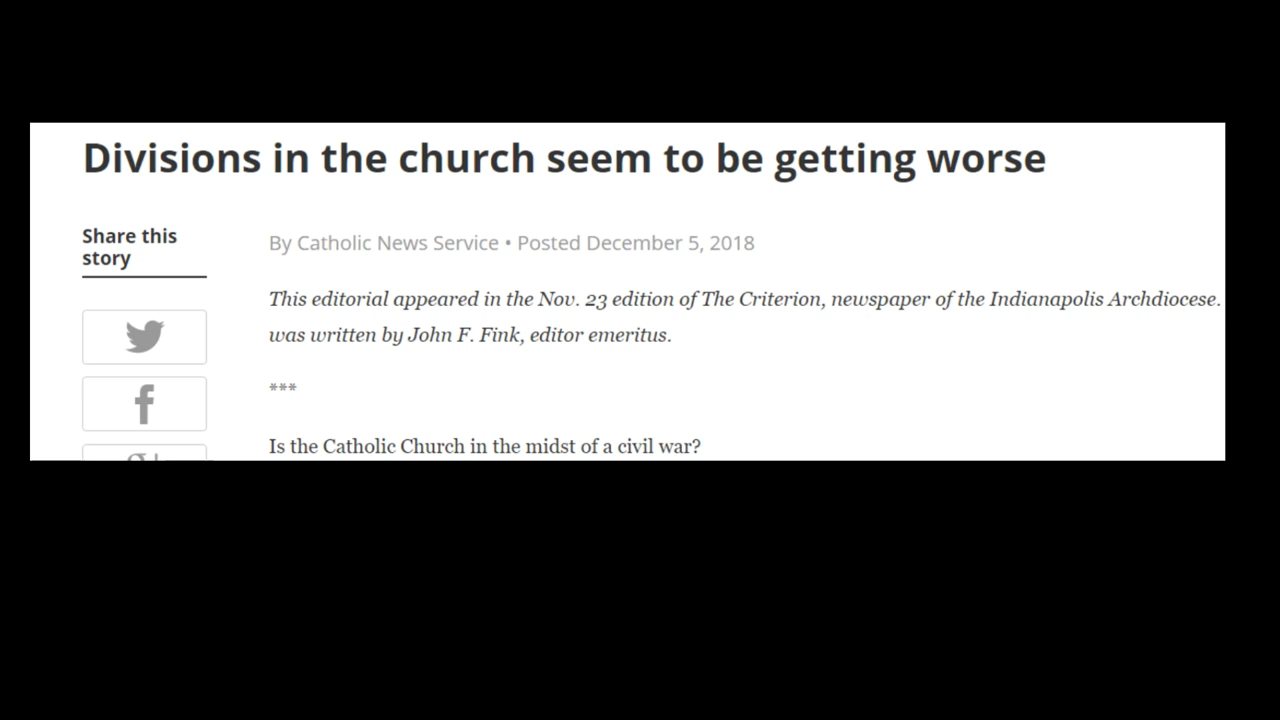 Divisions in the church seem to be getting worse
Share this
story
By Catholic News Service • Posted December 5, 2018
This editorial appeared in the Nov. 23 edition of The Criterion, newspaper of the Indianapolis Archdiocese.
was written by John F. Fink, editor emeritus.
***
Is the Catholic Church in the midst of a civil war?